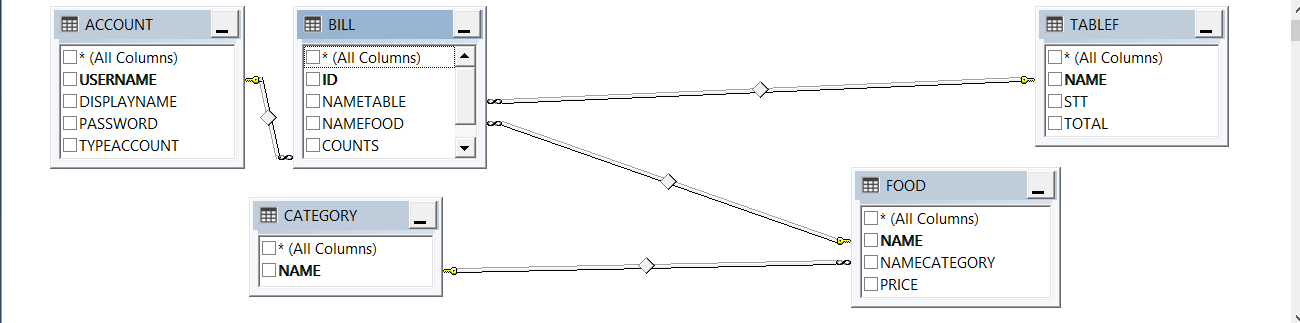 ACCOUNT
* (All Columns)
USERNAME
DISPLAYNAME
PASSWORD
TYPEACCOUNT
BILL
* (All Columns)
ID
NAMETABLE
NAMEFOOD
COUNTS
TABLEF
* (All Columns)
NAME
STT
TOTAL
CATEGORY
* (All Columns)
NAME
FOOD
* (All Columns)
NAME
NAMECATEGORY
PRICE